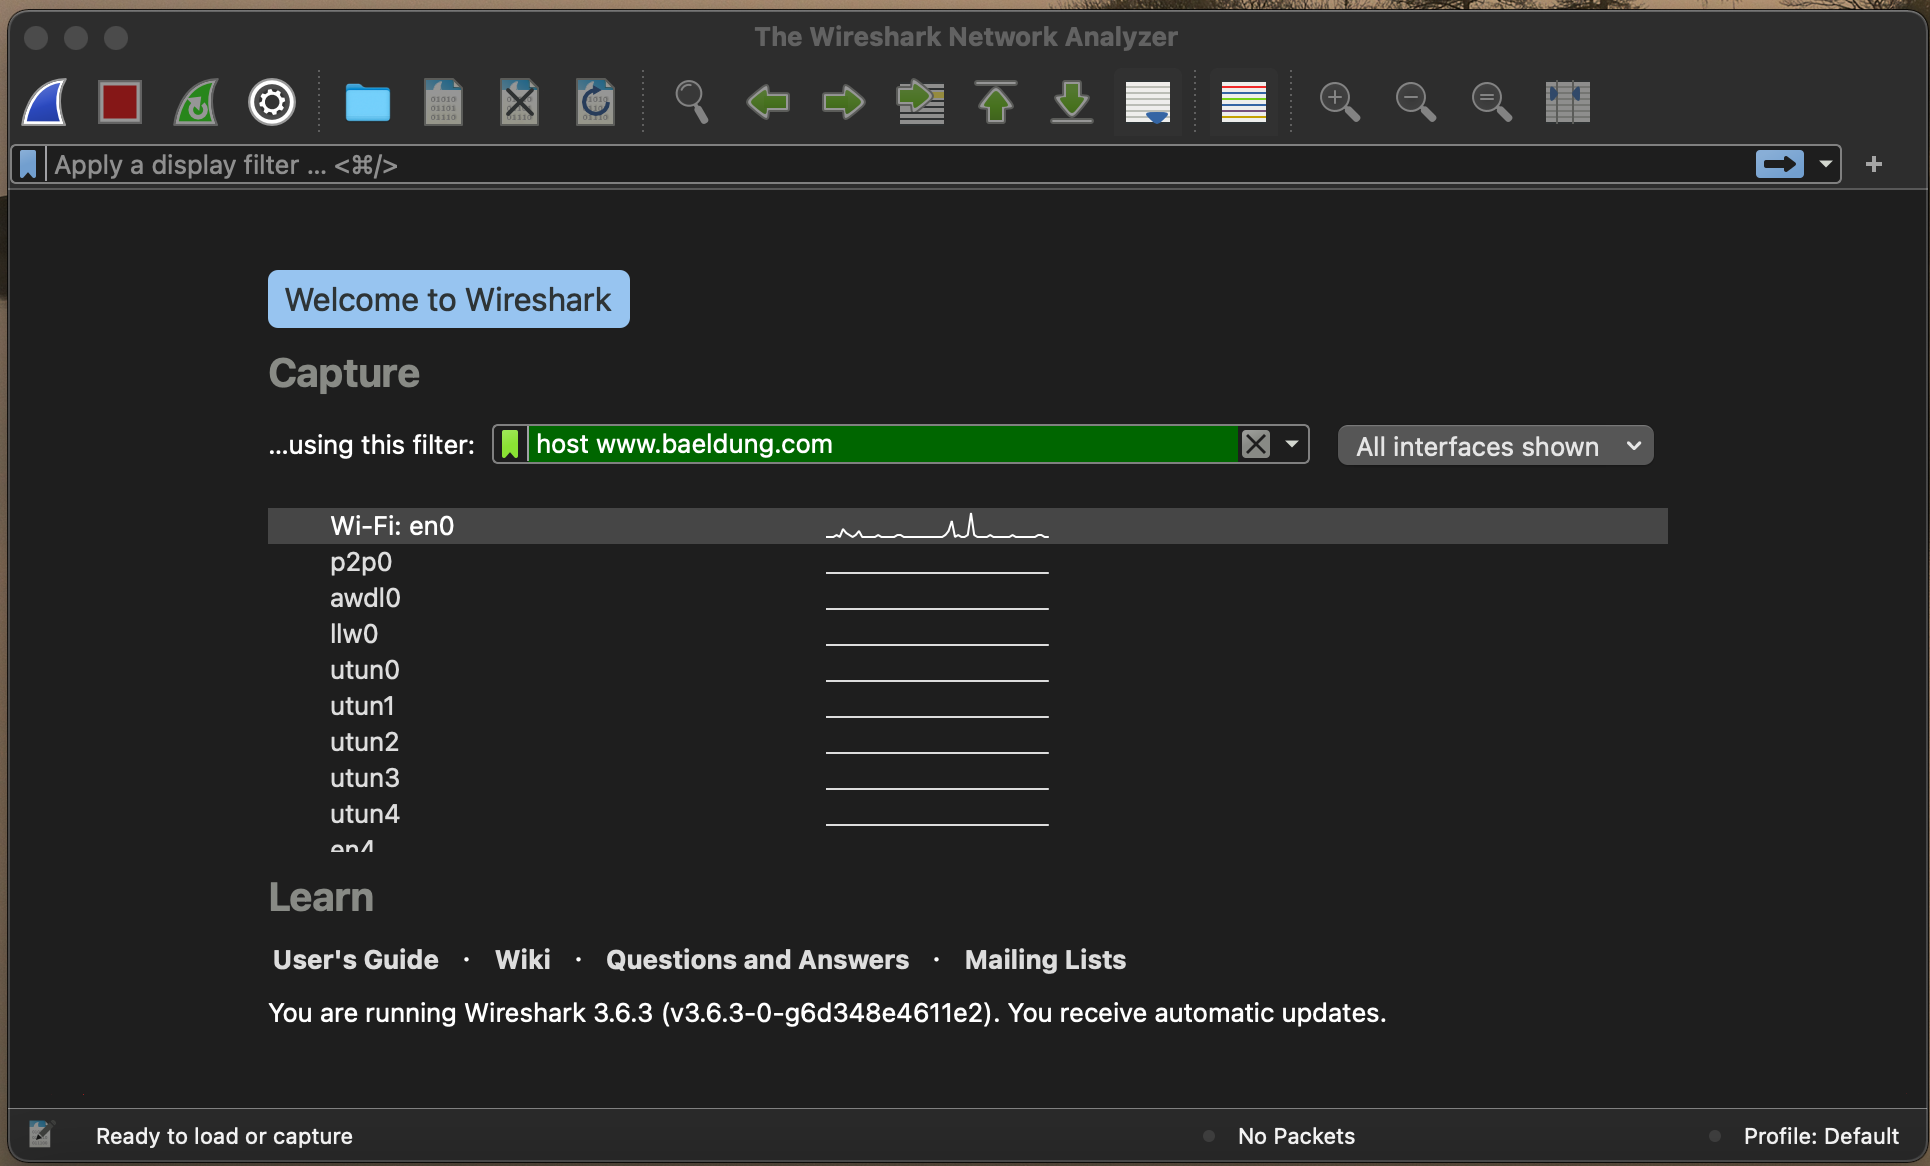 The Wireshark Network Analyzer
Apply a display filter ... <⌘/>
Welcome to Wireshark
Capture
...using this filter: host www.baeldung.com All interfaces shown
Wi-Fi: en0
p2p0
awdl0
llw0
utun0
utun1
utun2
utun3
utun4
en4
Learn
User's Guide · Wiki · Questions and Answers · Mailing Lists
You are running Wireshark 3.6.3 (v3.6.3-0-g6d348e4611e2). You receive automatic updates.
Ready to load or capture No Packets Profile: Default